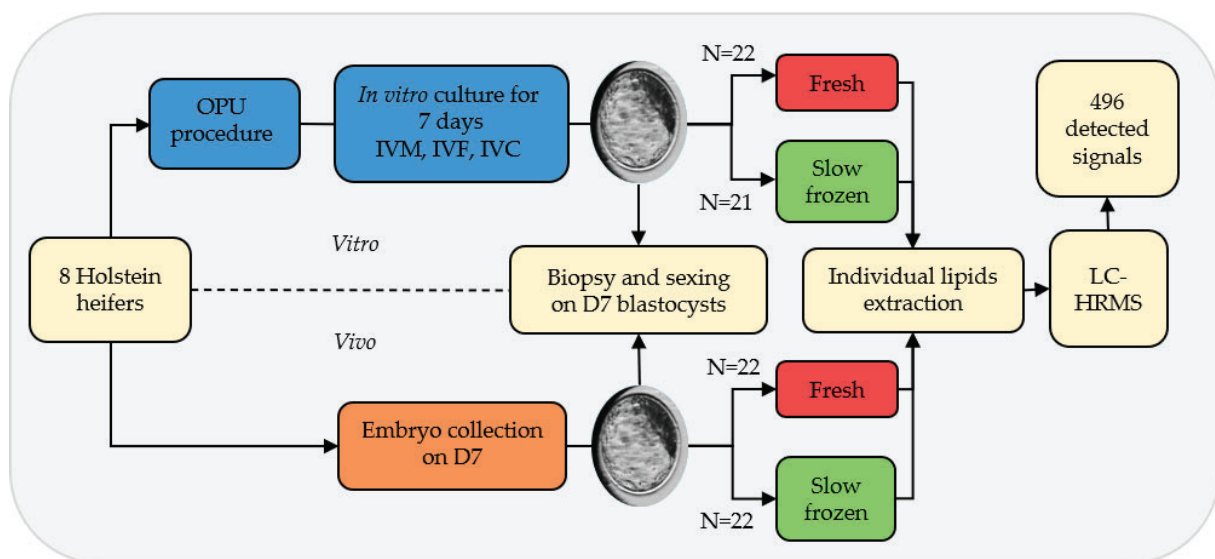 OPU
procedure
In vitro culture for
7 days
IVM, IVF, IVC
N=22
Fresh
N=21
Slow
frozen
496
detected
signals
Vitro
8 Holstein
heifers
Biopsy and sexing
on D7 blastocysts
Individual lipids
extraction
LC-
HRMS
Vivo
Embryo collection
on D7
N=22
Fresh
N=22
Slow
frozen